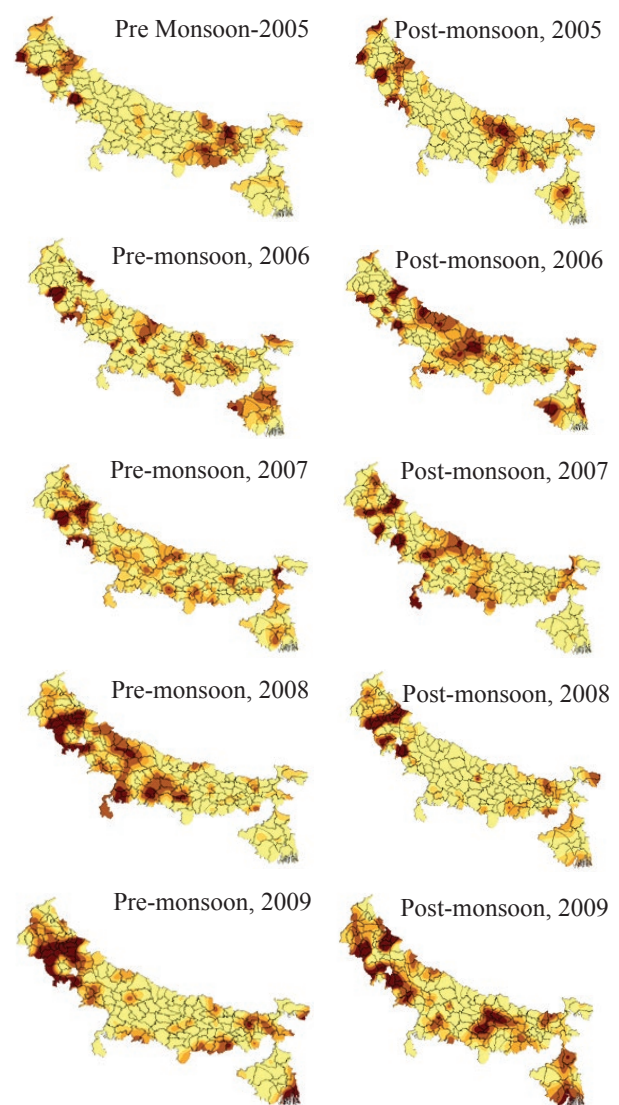 Pre Monsoon-2005
Post-monsoon, 2005
Pre-monsoon, 2006
Post-monsoon, 2006
Pre-monsoon, 2007
Post-monsoon, 2007
Pre-monsoon, 2008
Post-monsoon, 2008
Pre-monsoon, 2009
Post-monsoon, 2009